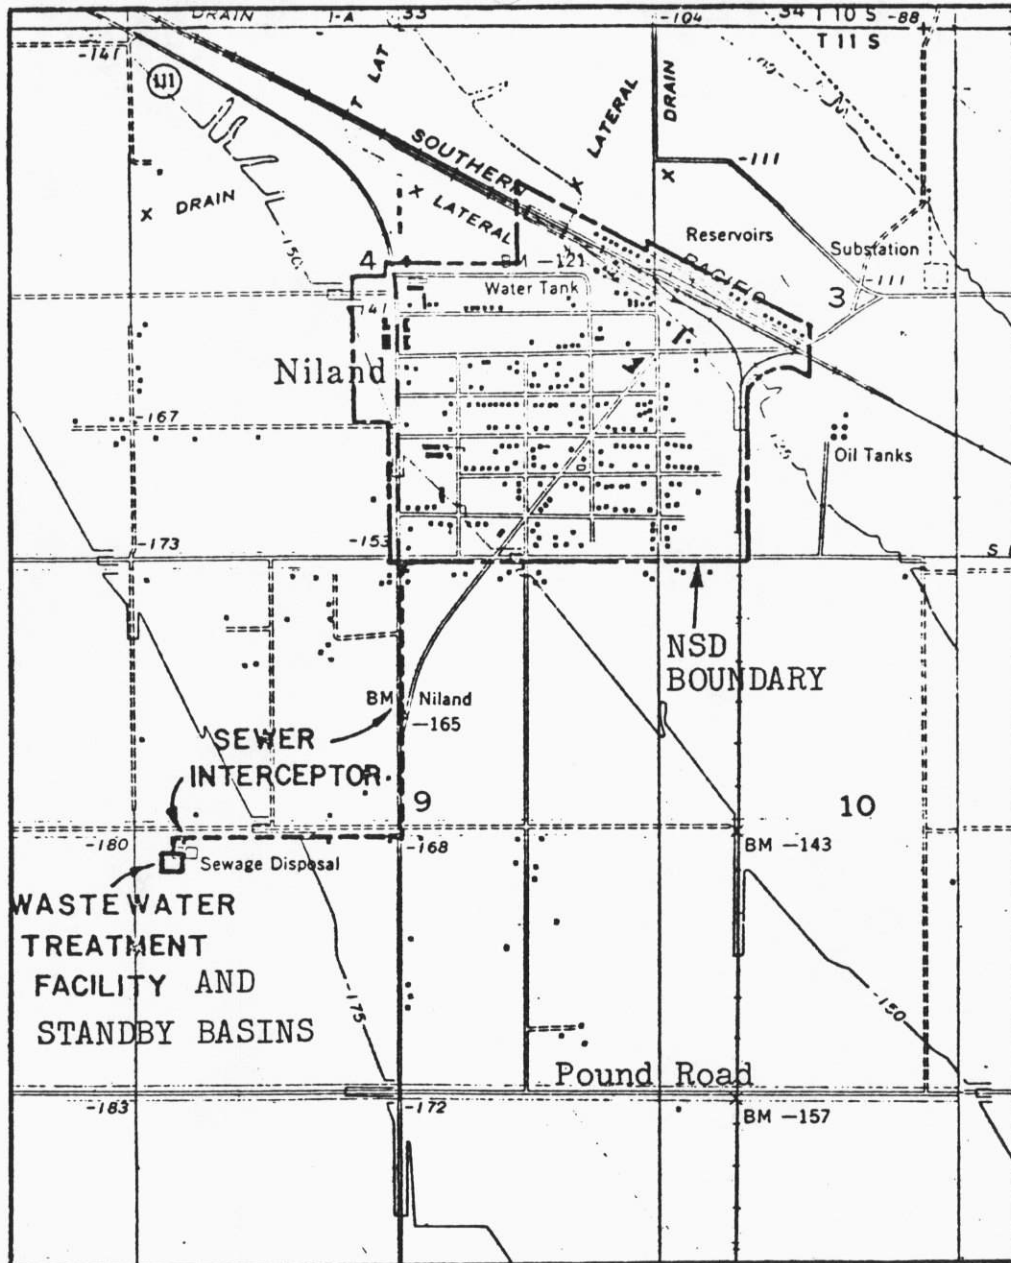 DRAIN 1-A 33 -104 34 T 10 S -88
T 11 S
-141
111
T LAT
LATERAL
DRAIN
SOUTHERN
-111
X
X
X DRAIN
X LATERAL
-150
Reservoirs
Substation
PACIFIC
4
BM -121
-111
Water Tank
3
141
Niland
-167
Oil Tanks
-173
-153
NSD
BOUNDARY
BM Niland
-165
SEWER
INTERCEPTOR
9
10
-180
-168
BM -143
Sewage Disposal
WASTEWATER
TREATMENT
FACILITY AND
STANDBY BASINS
-175
-150
Pound Road
-183
-172
BM -157